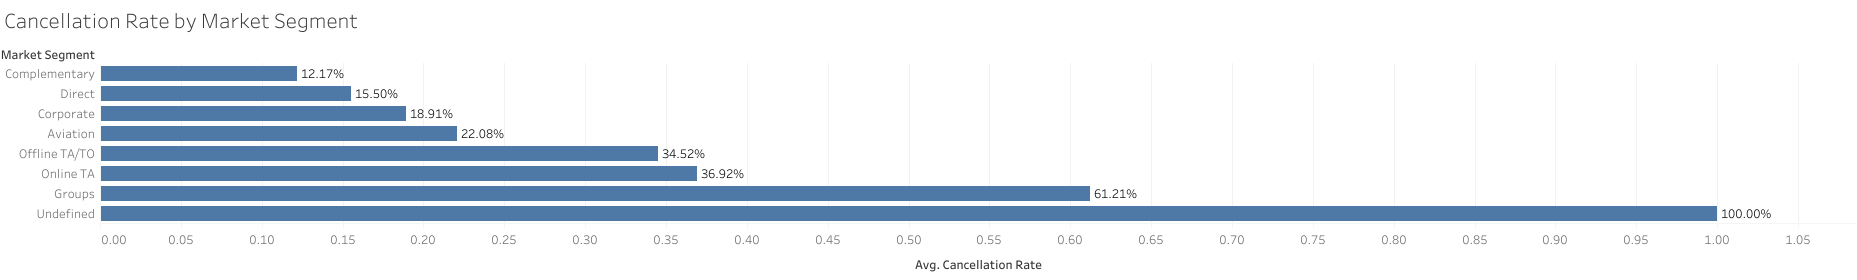 Cancellation Rate by Market Segment
Market Segment
Complementary 12.17%
Direct 15.50%
Corporate 18.91%
Aviation 22.08%
Offline TA/TO 34.52%
Online TA 36.92%
Groups 61.21%
Undefined 100.00%
0.00 0.05 0.10 0.15 0.20 0.25 0.30 0.35 0.40 0.45 0.50 0.55 0.60 0.65 0.70 0.75 0.80 0.85 0.90 0.95 1.00 1.05
Avg. Cancellation Rate